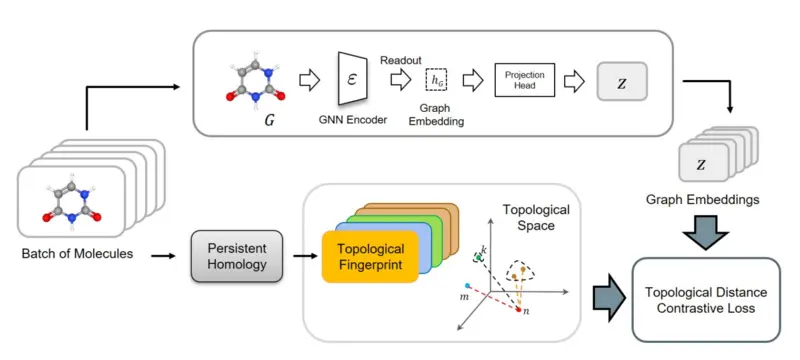 G
ε
GNN Encoder
Readout
h_G
Graph
Embedding
Projection
Head
z
z
Graph Embeddings
Batch of Molecules
Persistent
Homology
Topological
Fingerprint
Topological
Space
k
m
n
Topological Distance
Contrastive Loss